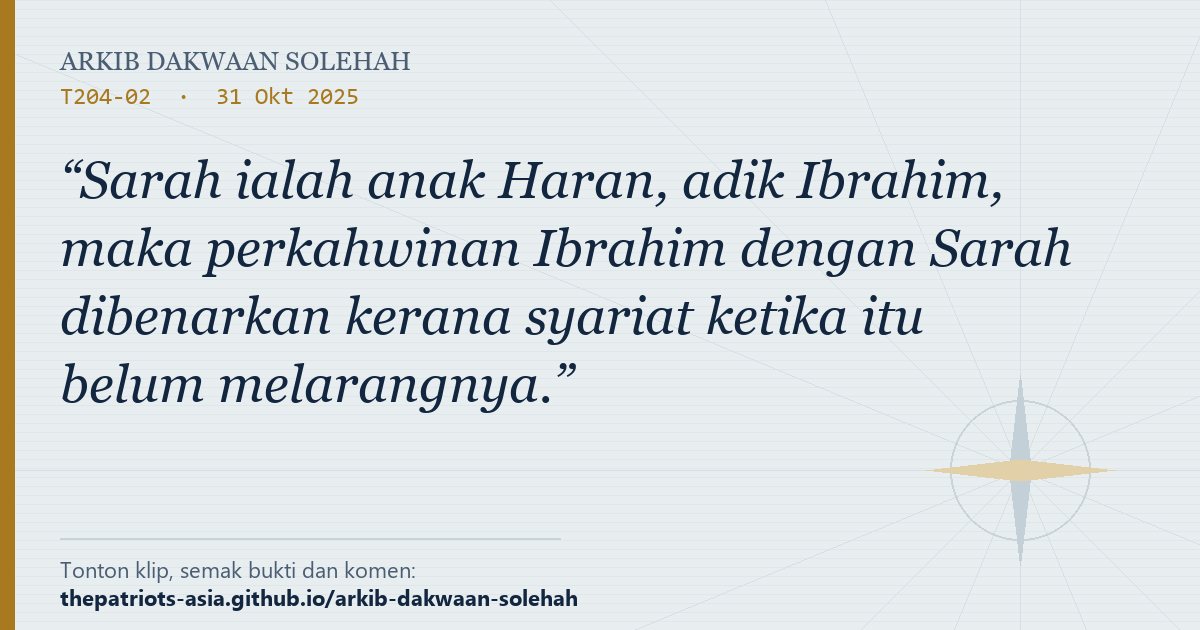 ARKIB DAKWAAN SOLEHAH
T204-02 · 31 Okt 2025
“Sarah ialah anak Haran, adik Ibrahim,
maka perkahwinan Ibrahim dengan Sarah
dibenarkan kerana syariat ketika itu
belum melarangnya.”
Tonton klip, semak bukti dan komen:
thepatriots-asia.github.io/arkib-dakwaan-solehah